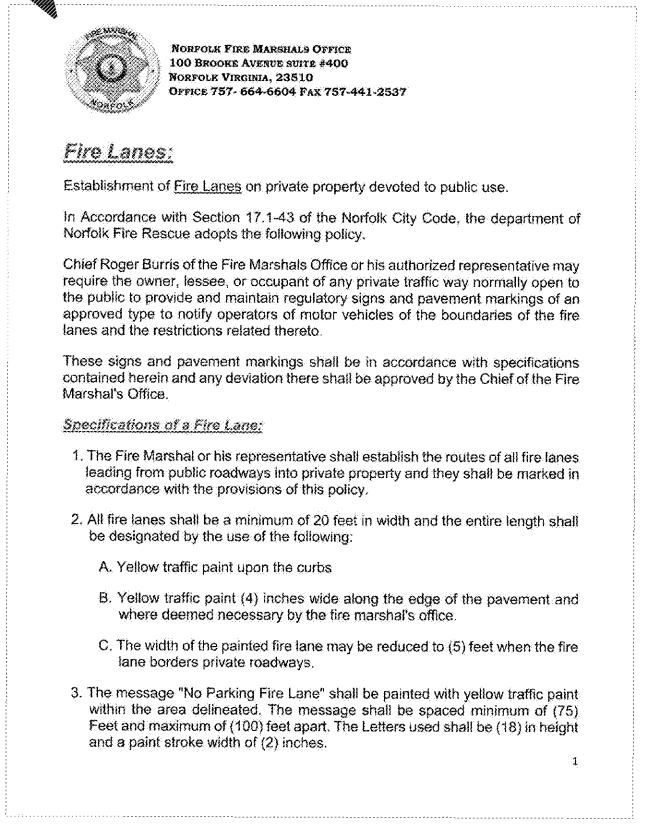 FIRE MARSHAL
NORFOLK
NORFOLK FIRE MARSHALS OFFICE
100 BROOKE AVENUE SUITE #400
NORFOLK VIRGINIA, 23510
OFFICE 757- 664-6604 FAX 757-441-2537
Fire Lanes:
Establishment of Fire Lanes on private property devoted to public use.
In Accordance with Section 17.1-43 of the Norfolk City Code, the department of
Norfolk Fire Rescue adopts the following policy.
Chief Roger Burris of the Fire Marshals Office or his authorized representative may
require the owner, lessee, or occupant of any private traffic way normally open to
the public to provide and maintain regulatory signs and pavement markings of an
approved type to notify operators of motor vehicles of the boundaries of the fire
lanes and the restrictions related thereto.
These signs and pavement markings shall be in accordance with specifications
contained herein and any deviation there shall be approved by the Chief of the Fire
Marshal's Office.
Specifications of a Fire Lane:
1. The Fire Marshal or his representative shall establish the routes of all fire lanes
leading from public roadways into private property and they shall be marked in
accordance with the provisions of this policy.
2. All fire lanes shall be a minimum of 20 feet in width and the entire length shall
be designated by the use of the following:
A. Yellow traffic paint upon the curbs
B. Yellow traffic paint (4) inches wide along the edge of the pavement and
where deemed necessary by the fire marshal's office.
C. The width of the painted fire lane may be reduced to (5) feet when the fire
lane borders private roadways.
3. The message "No Parking Fire Lane" shall be painted with yellow traffic paint
within the area delineated. The message shall be spaced minimum of (75)
Feet and maximum of (100) feet apart. The Letters used shall be (18) in height
and a paint stroke width of (2) inches.
1